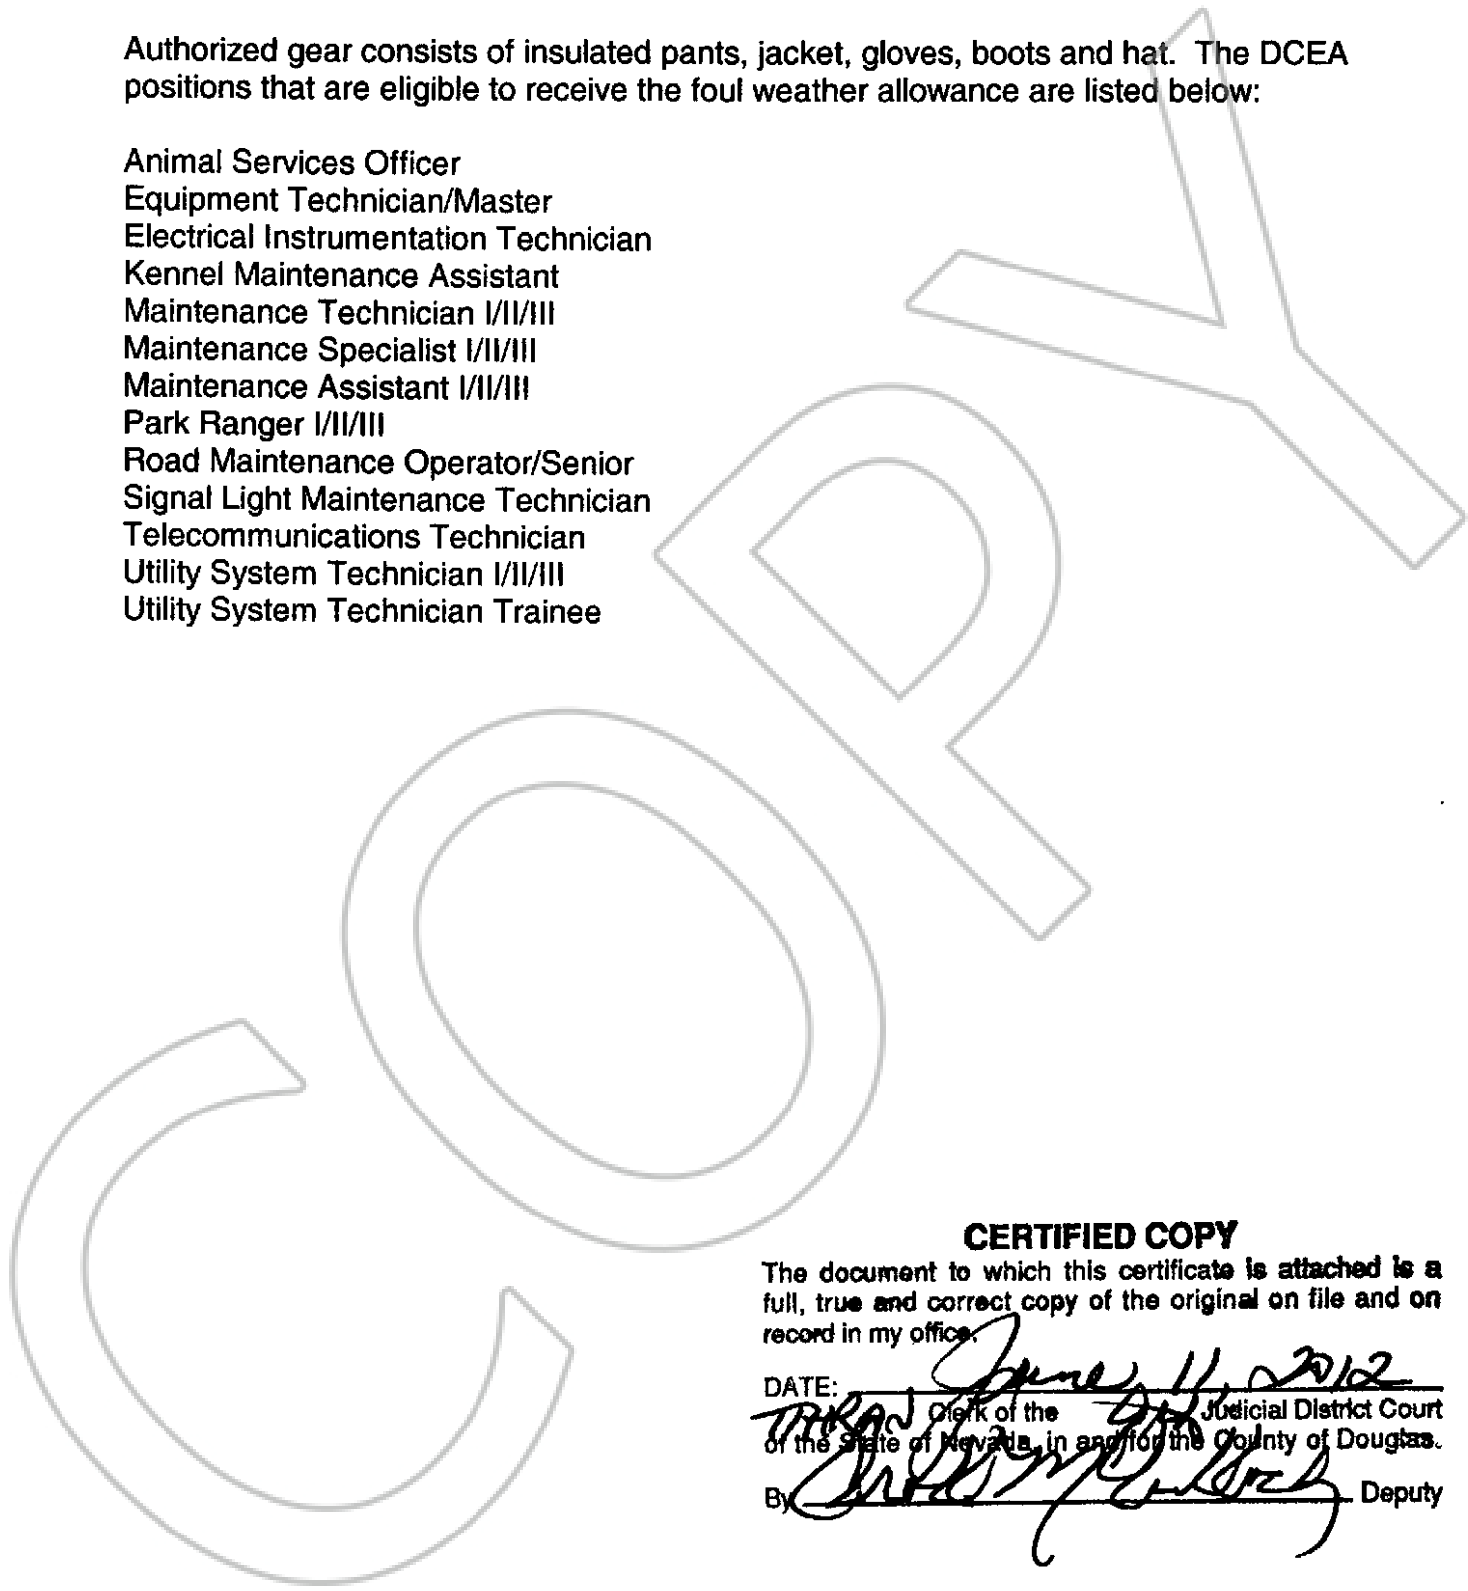 Authorized gear consists of insulated pants, jacket, gloves, boots and hat. The DCEA
positions that are eligible to receive the foul weather allowance are listed below:
Animal Services Officer
Equipment Technician/Master
Electrical Instrumentation Technician
Kennel Maintenance Assistant
Maintenance Technician I/II/III
Maintenance Specialist I/II/III
Maintenance Assistant I/II/III
Park Ranger I/II/III
Road Maintenance Operator/Senior
Signal Light Maintenance Technician
Telecommunications Technician
Utility System Technician I/II/III
Utility System Technician Trainee
COPY
CERTIFIED COPY
The document to which this certificate is attached is a
full, true and correct copy of the original on file and on
record in my office.
DATE: June 11, 2012
THRAN Clerk of the Judicial District Court
of the State of Nevada, in and for the County of Douglas.
By Deputy